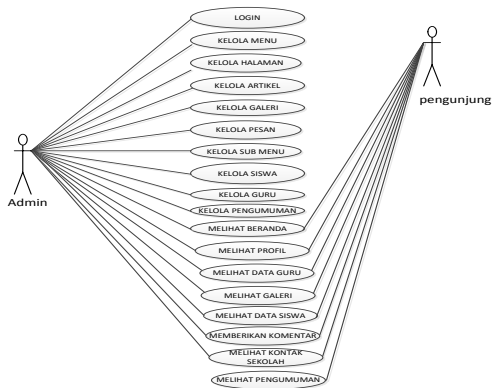 LOGIN
KELOLA MENU
KELOLA HALAMAN
KELOLA ARTIKEL
KELOLA GALERI
KELOLA PESAN
KELOLA SUB MENU
KELOLA SISWA
KELOLA GURU
KELOLA PENGUMUMAN
MELIHAT BERANDA
MELIHAT PROFIL
MELIHAT DATA GURU
MELIHAT GALERI
MELIHAT DATA SISWA
MEMBERIKAN KOMENTAR
MELIHAT KONTAK
SEKOLAH
MELIHAT PENGUMUMAN
Admin
pengunjung